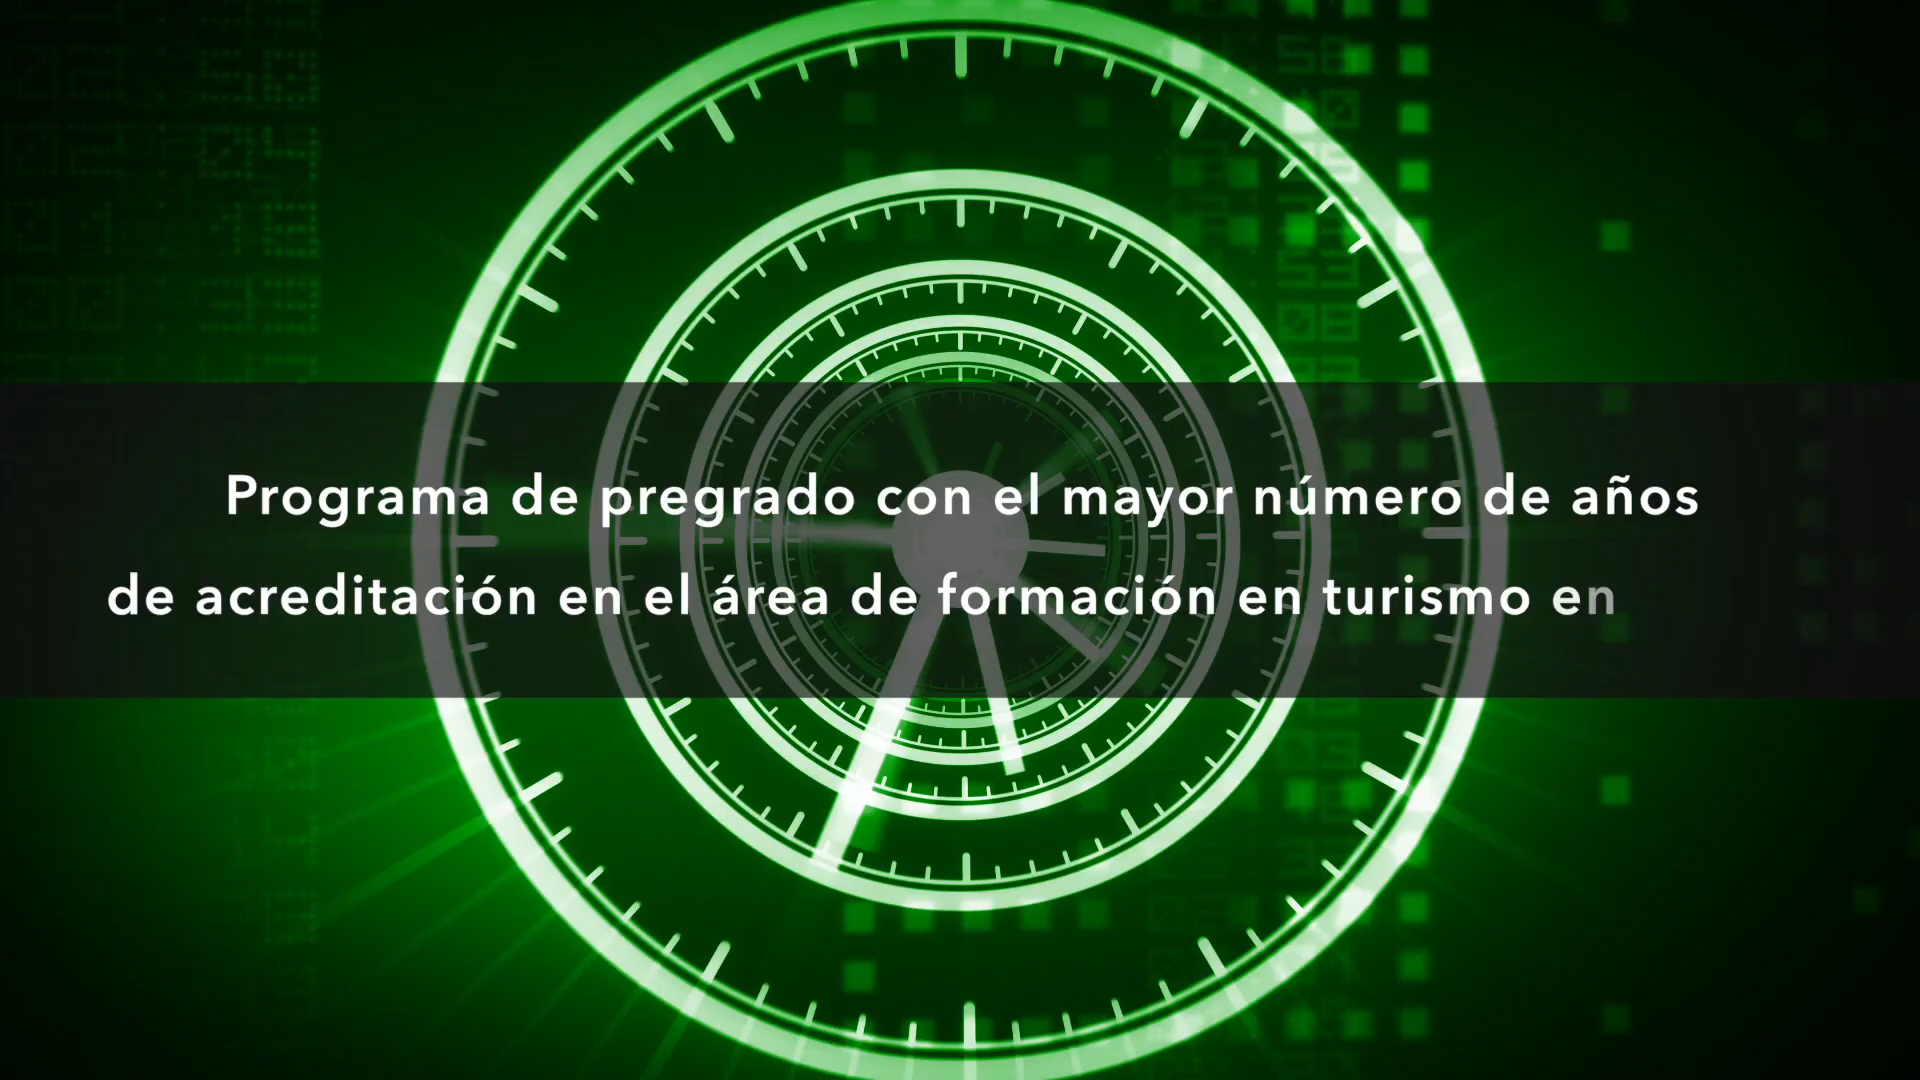 Programa de pregrado con el mayor número de años
de acreditación en el área de formación en turismo en